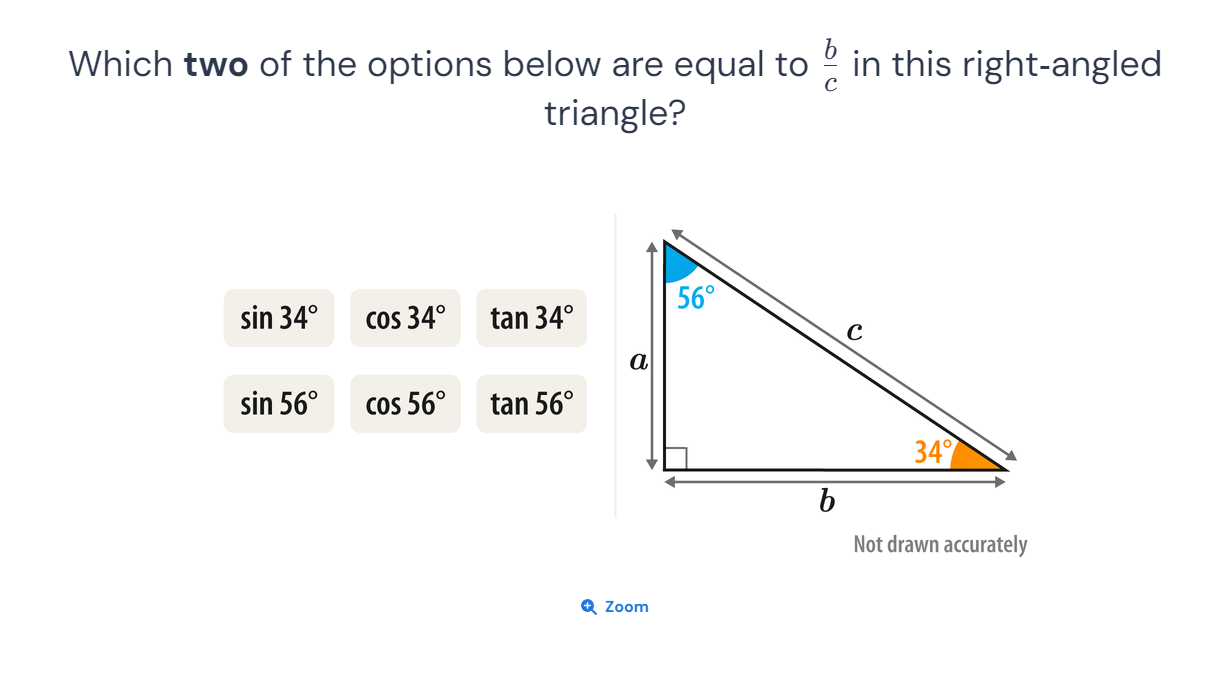 Which two of the options below are equal to b/c in this right-angled
triangle?
sin 34° cos 34° tan 34°
sin 56° cos 56° tan 56°
56°
c
a
34°
b
Not drawn accurately
Zoom